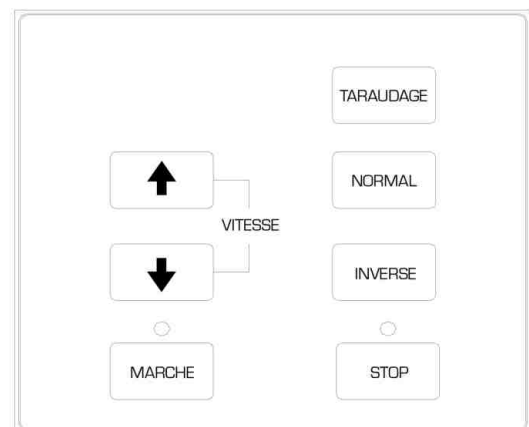 TARAUDAGE
NORMAL
VITESSE
INVERSE
MARCHE
STOP